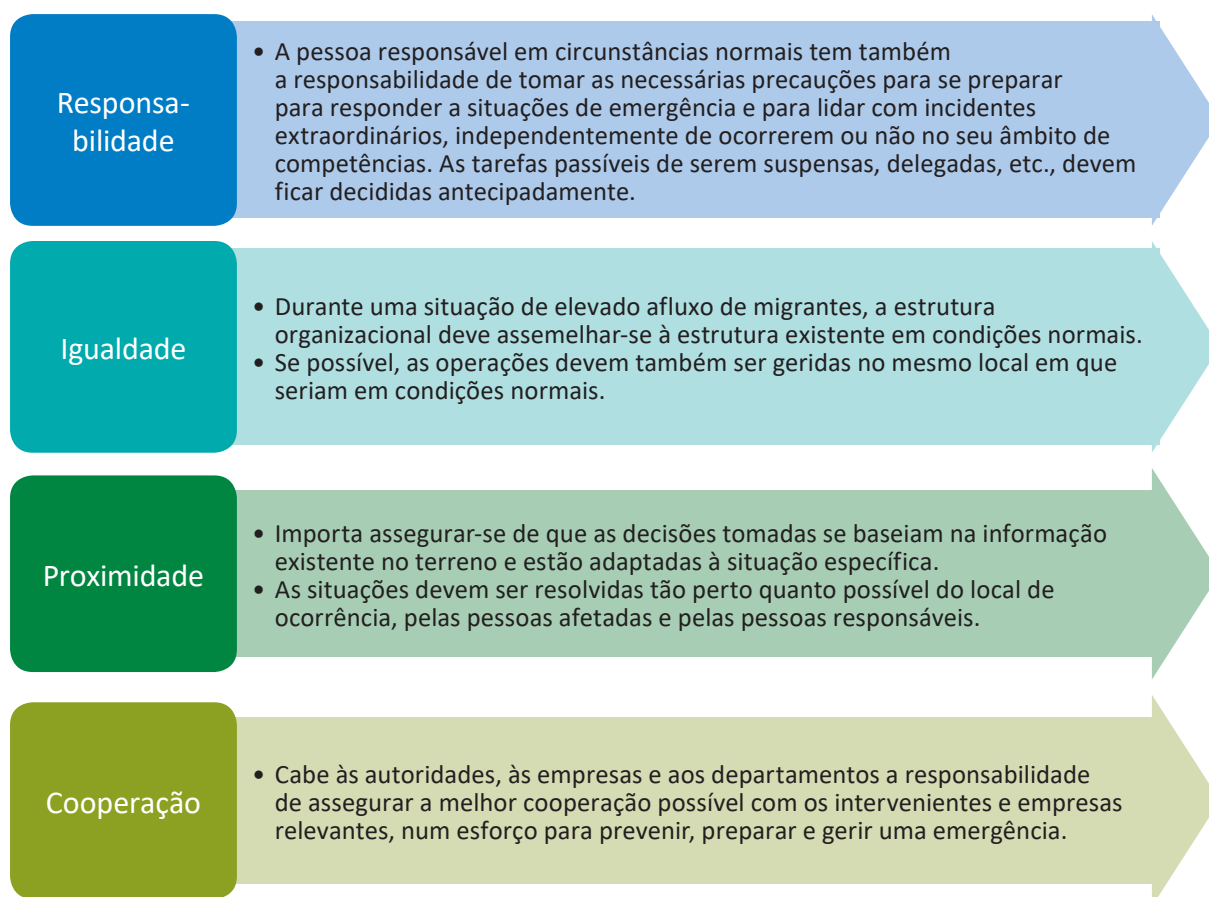 Responsa-
bilidade
• A pessoa responsável em circunstâncias normais tem também
a responsabilidade de tomar as necessárias precauções para se preparar
para responder a situações de emergência e para lidar com incidentes
extraordinários, independentemente de ocorrerem ou não no seu âmbito de
competências. As tarefas passíveis de serem suspensas, delegadas, etc., devem
ficar decididas antecipadamente.
Igualdade
• Durante uma situação de elevado afluxo de migrantes, a estrutura
organizacional deve assemelhar-se à estrutura existente em condições normais.
• Se possível, as operações devem também ser geridas no mesmo local em que
seriam em condições normais.
Proximidade
• Importa assegurar-se de que as decisões tomadas se baseiam na informação
existente no terreno e estão adaptadas à situação específica.
• As situações devem ser resolvidas tão perto quanto possível do local de
ocorrência, pelas pessoas afetadas e pelas pessoas responsáveis.
Cooperação
• Cabe às autoridades, às empresas e aos departamentos a responsabilidade
de assegurar a melhor cooperação possível com os intervenientes e empresas
relevantes, num esforço para prevenir, preparar e gerir uma emergência.